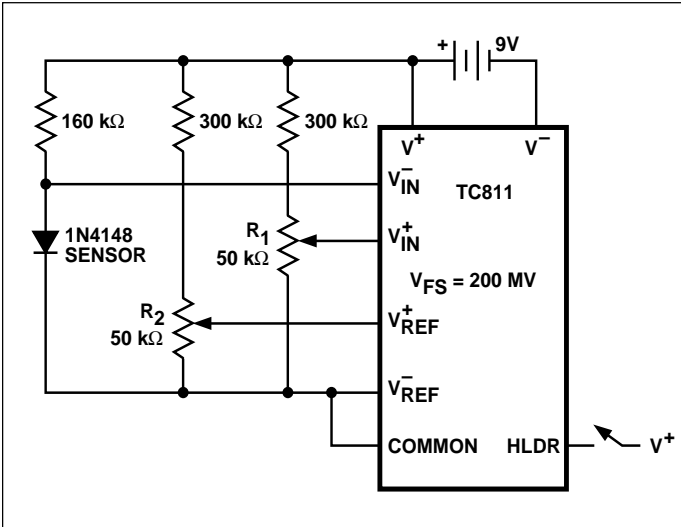 + 9V
160 kΩ
300 kΩ
300 kΩ
V+
V−
V−IN
TC811
1N4148
SENSOR
R1
50 kΩ
V+IN
VFS = 200 MV
R2
50 kΩ
V+REF
V−REF
COMMON
HLDR
V+